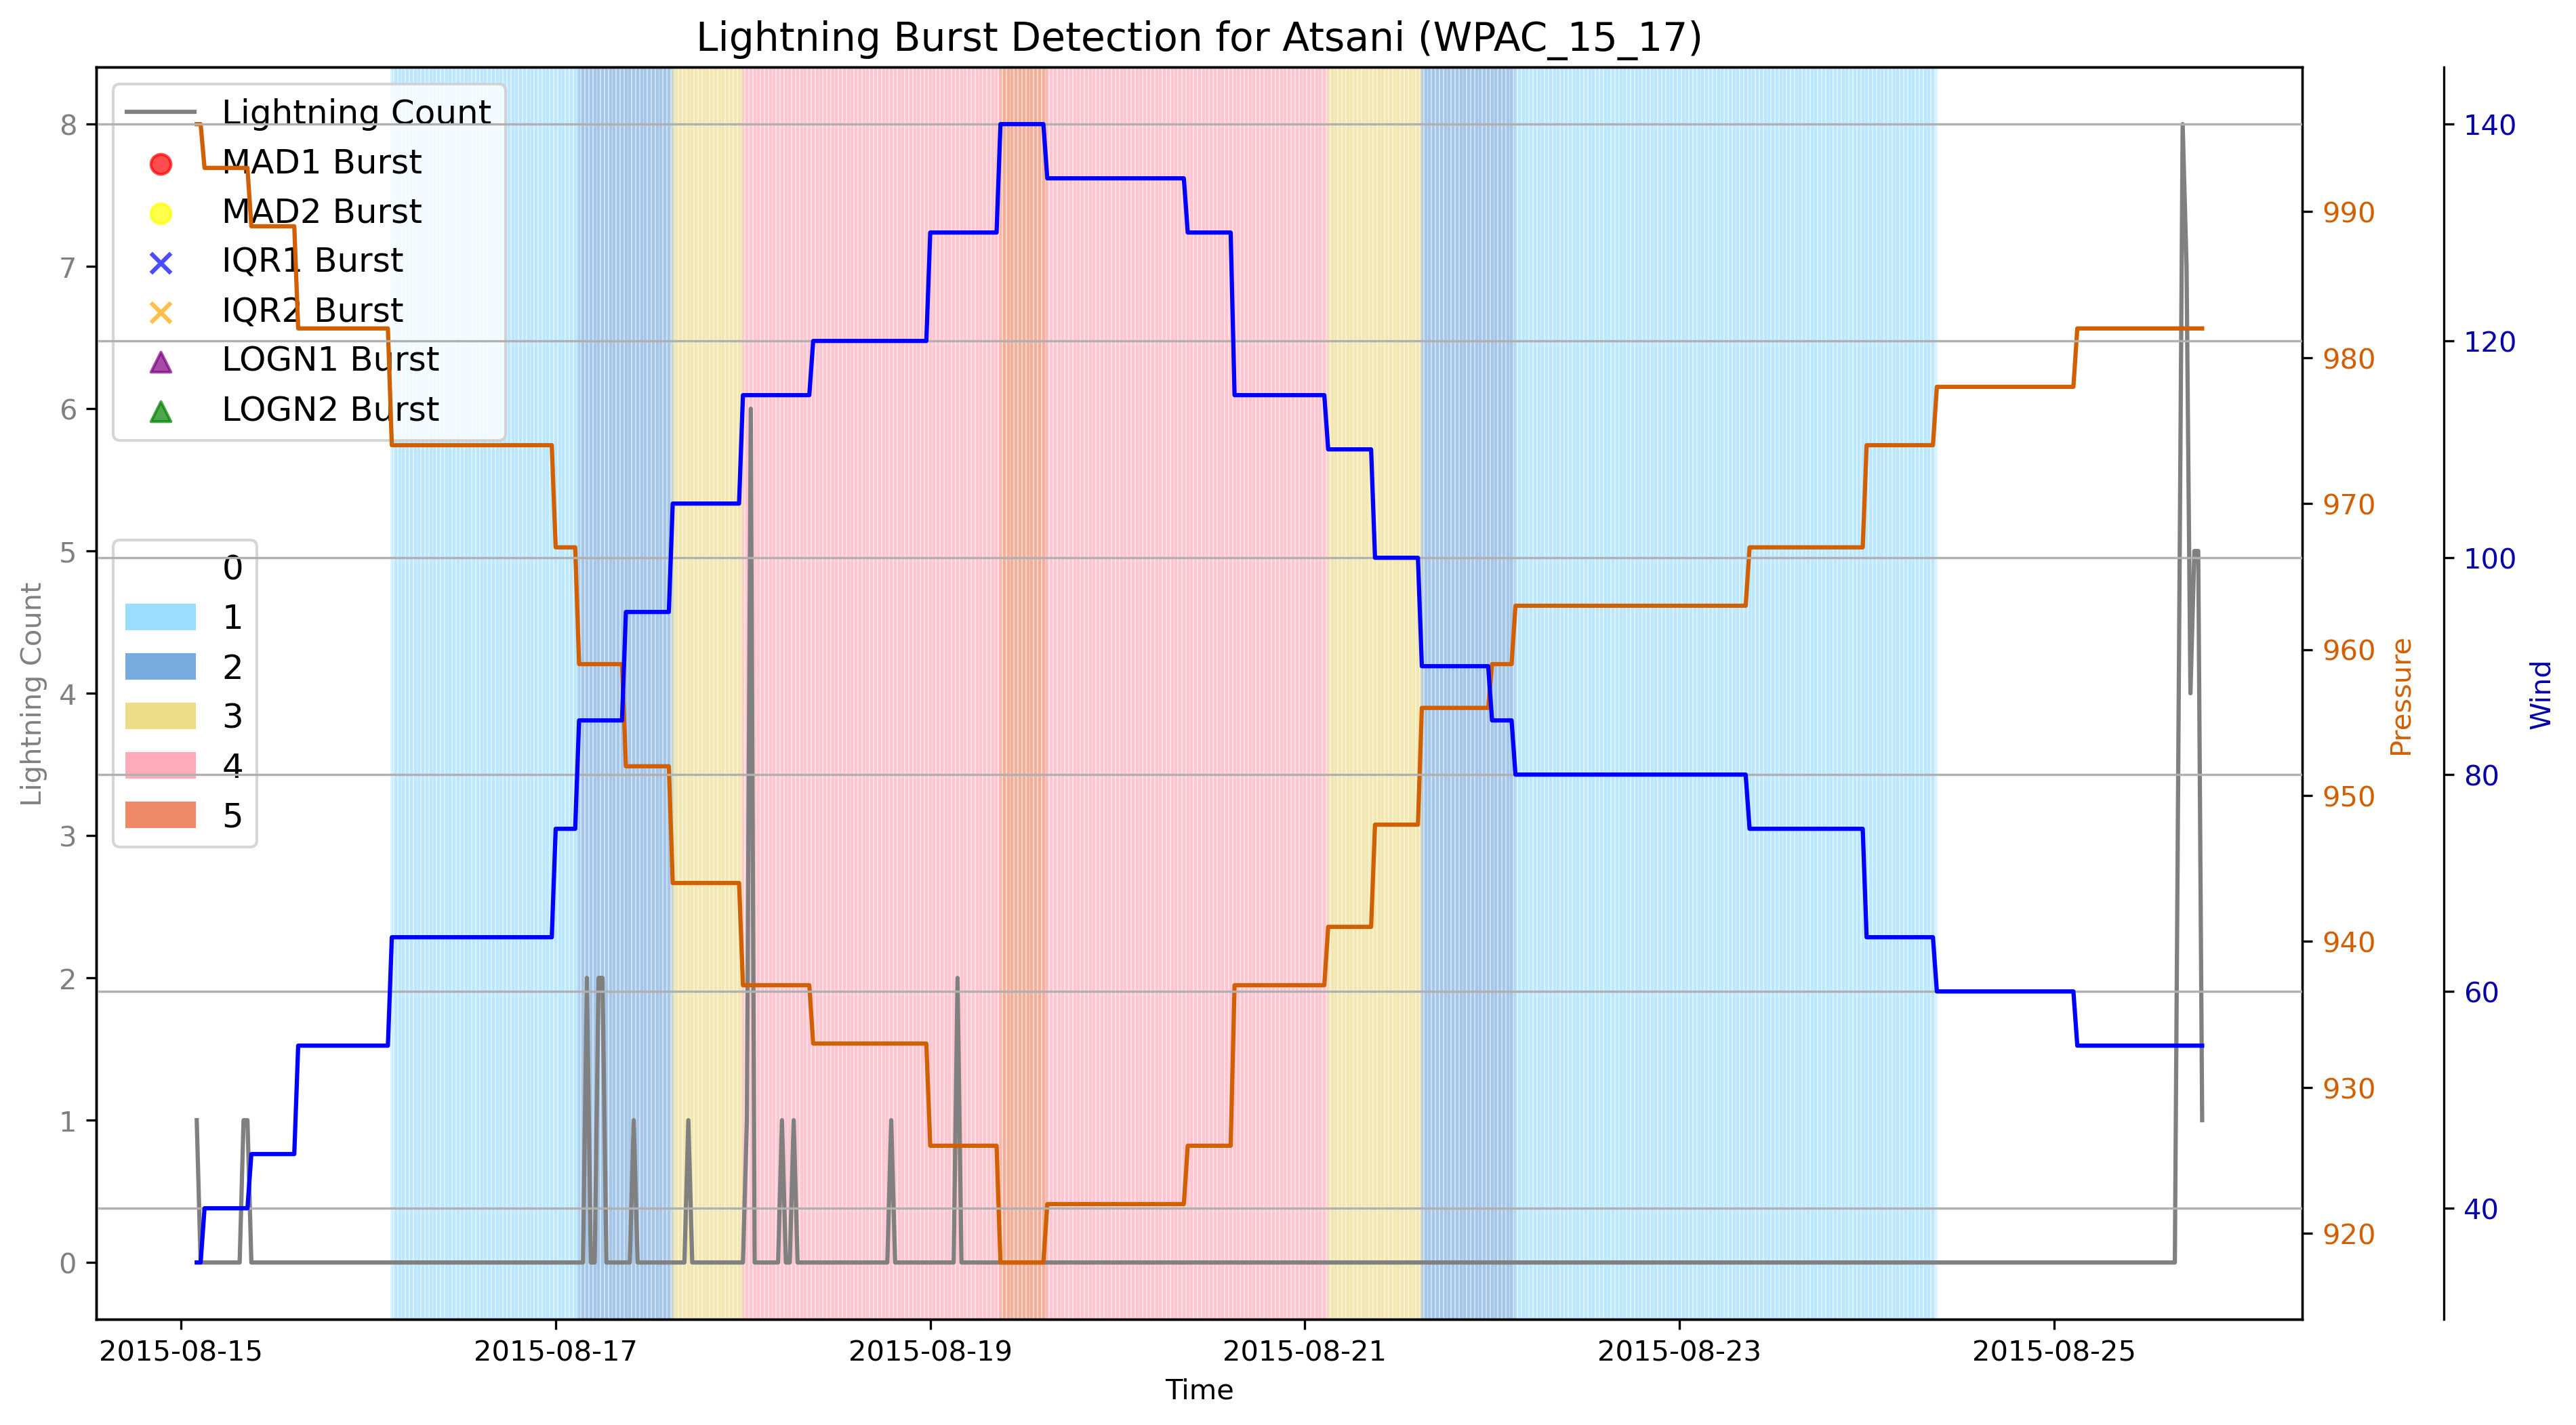 Lightning Burst Detection for Atsani (WPAC_15_17)
Lightning Count
MAD1 Burst
MAD2 Burst
IQR1 Burst
IQR2 Burst
LOGN1 Burst
LOGN2 Burst
0
1
2
3
4
5
8
7
6
5
4
3
2
1
0
Lightning Count
990
980
970
960
950
940
930
920
Pressure
140
120
100
80
60
40
Wind
2015-08-15
2015-08-17
2015-08-19
2015-08-21
2015-08-23
2015-08-25
Time